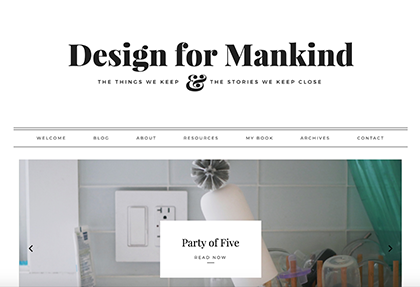 Design for Mankind
THE THINGS WE KEEP & THE STORIES WE KEEP CLOSE
WELCOME BLOG ABOUT RESOURCES MY BOOK ARCHIVES CONTACT
Party of Five
READ NOW